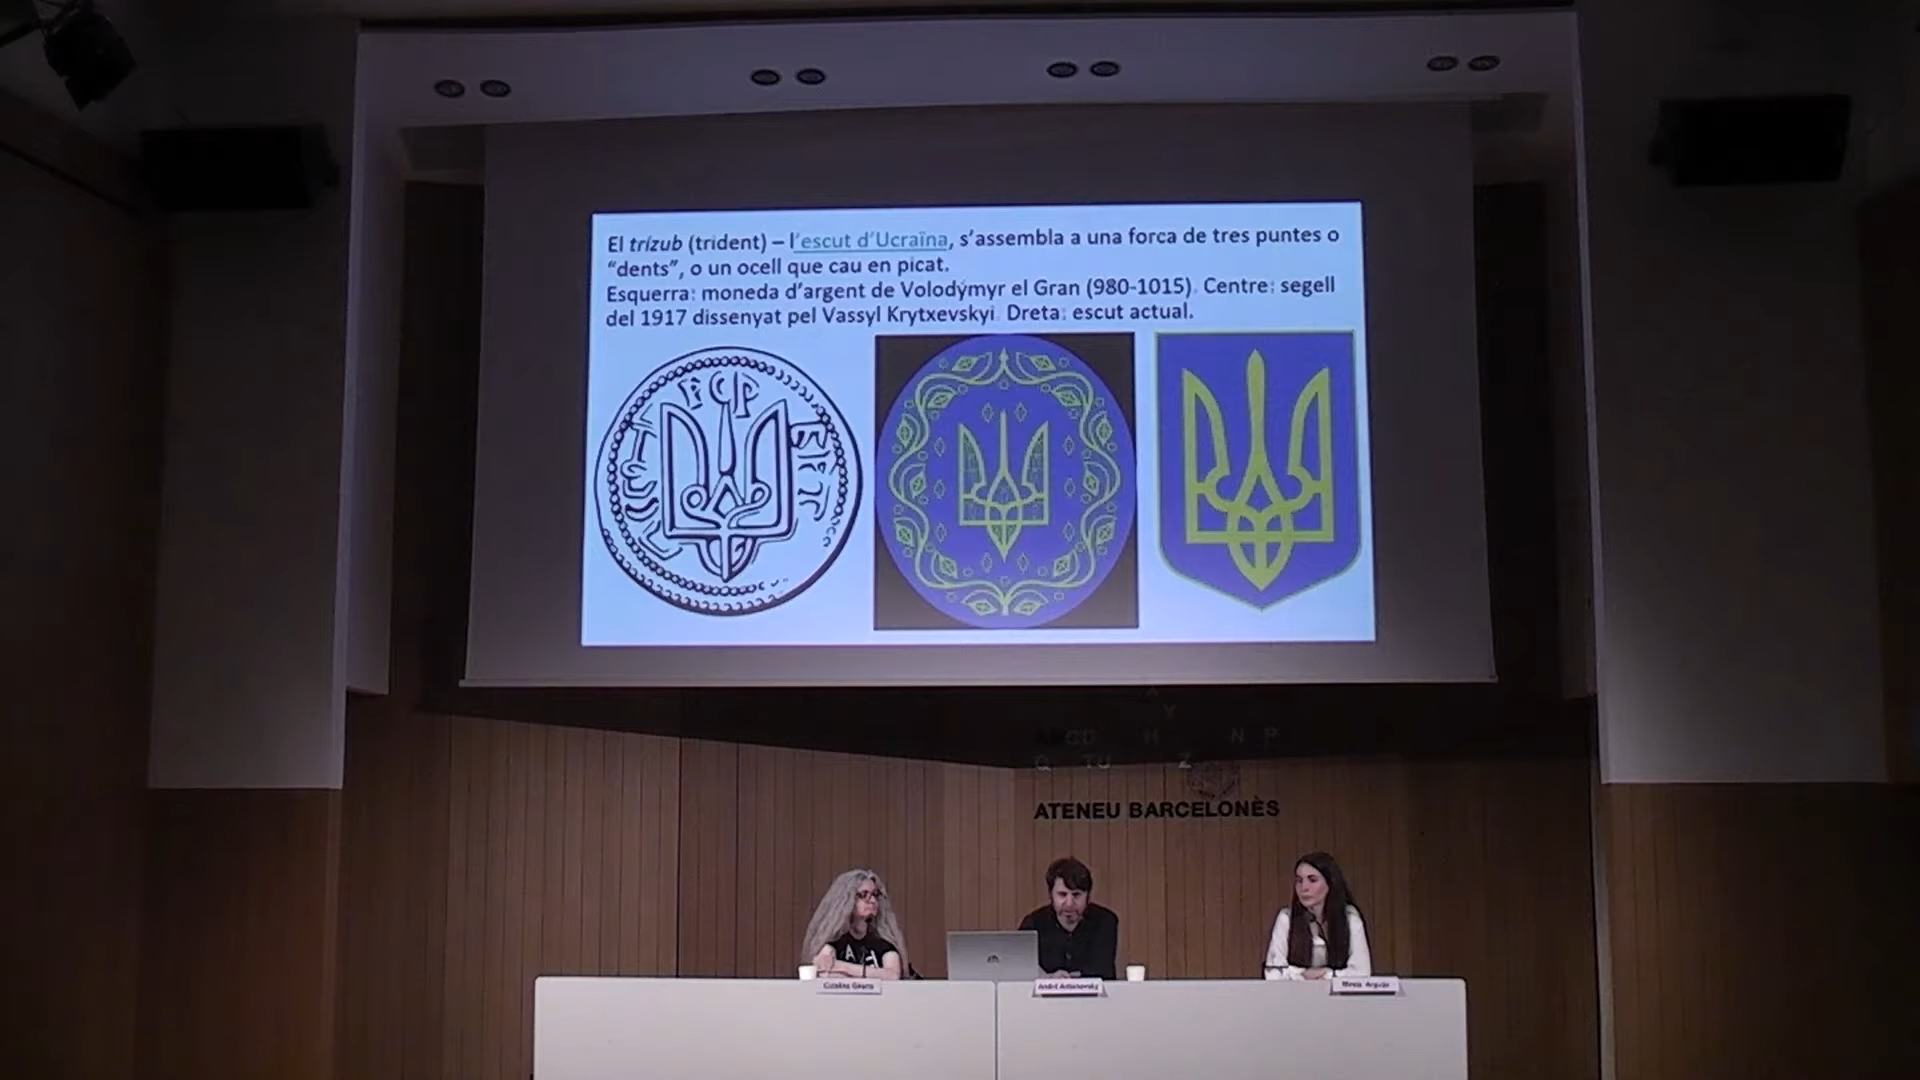 El trízub (trident) – l'escut d'Ucraïna, s'assembla a una forca de tres puntes o
"dents", o un ocell que cau en picat.
Esquerra: moneda d'argent de Volodýmyr el Gran (980-1015). Centre: segell
del 1917 dissenyat pel Vassyl Krytxevskyi. Dreta: escut actual.
ATENEU BARCELONÈS